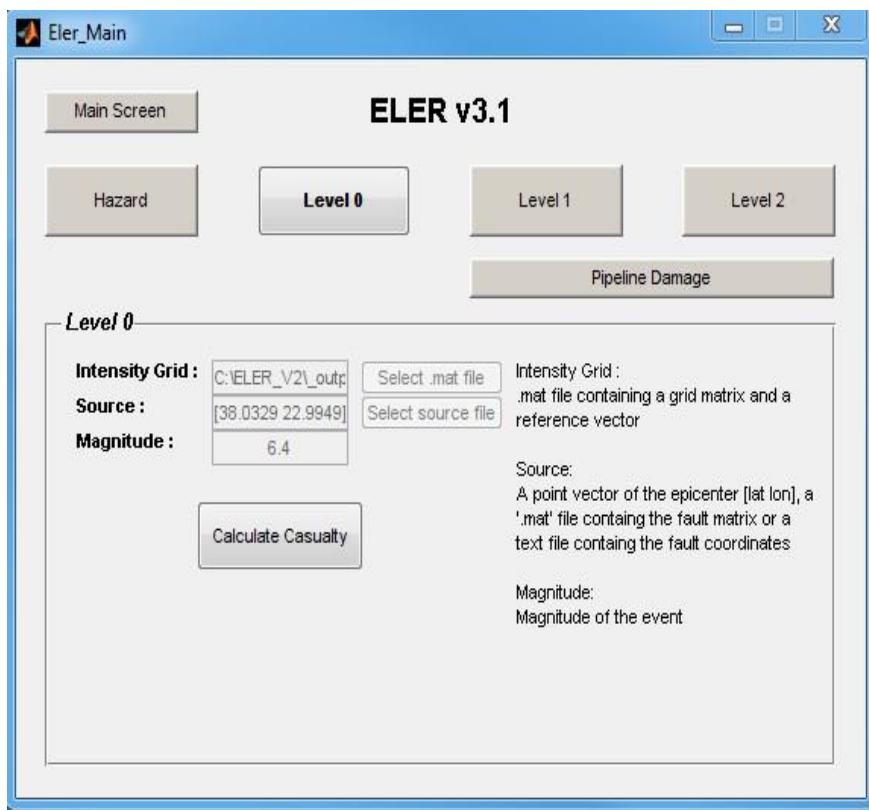 Eler_Main
Main Screen
ELER v3.1
Hazard
Level 0
Level 1
Level 2
Pipeline Damage
Level 0
Intensity Grid :
C:\ELER_V2\_outp
Select .mat file
Source :
[38.0329 22.9949]
Select source file
Magnitude :
6.4
Calculate Casualty
Intensity Grid :
.mat file containing a grid matrix and a
reference vector
Source:
A point vector of the epicenter [lat lon], a
'.mat' file containg the fault matrix or a
text file containg the fault coordinates
Magnitude:
Magnitude of the event